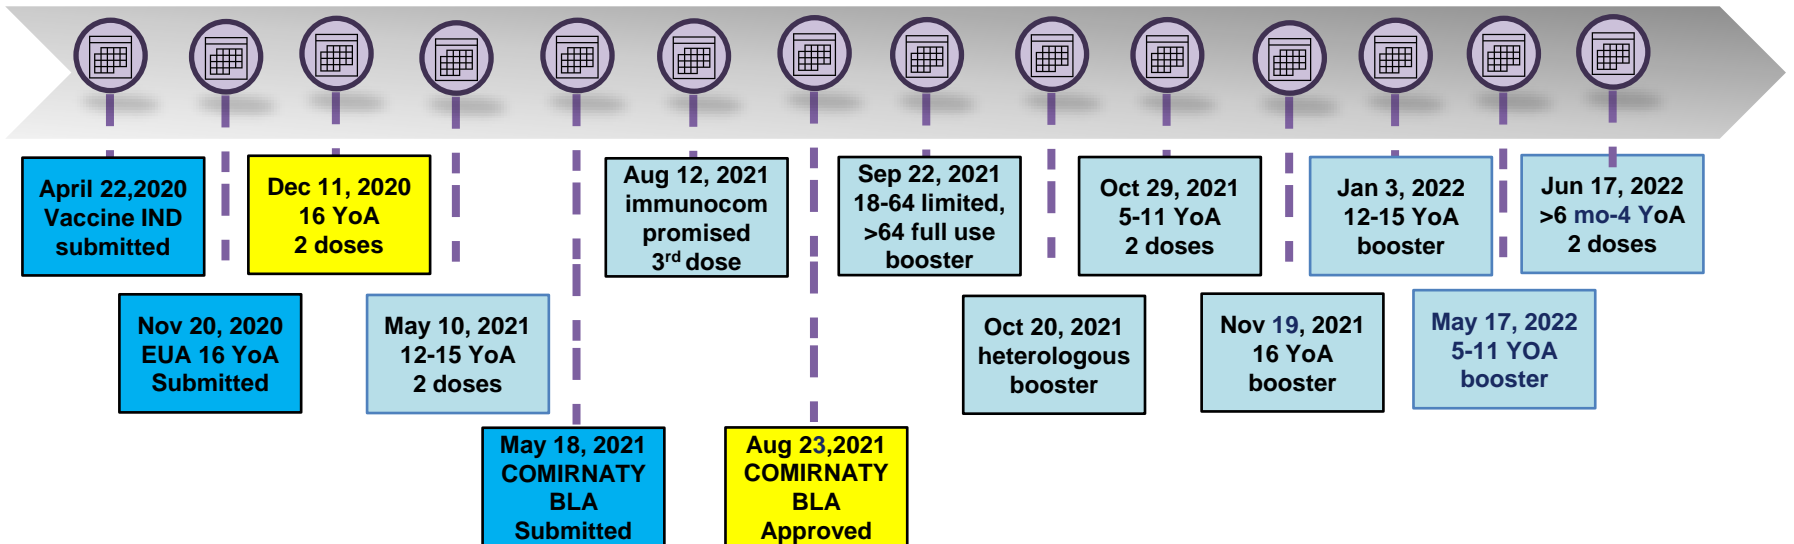 April 22,2020
Vaccine IND
submitted
Nov 20, 2020
EUA 16 YoA
Submitted
Dec 11, 2020
16 YoA
2 doses
May 10, 2021
12-15 YoA
2 doses
May 18, 2021
COMIRNATY
BLA
Submitted
Aug 12, 2021
immunocom
promised
3rd dose
Aug 23,2021
COMIRNATY
BLA
Approved
Sep 22, 2021
18-64 limited,
>64 full use
booster
Oct 20, 2021
heterologous
booster
Oct 29, 2021
5-11 YoA
2 doses
Nov 19, 2021
16 YoA
booster
Jan 3, 2022
12-15 YoA
booster
May 17, 2022
5-11 YOA
booster
Jun 17, 2022
>6 mo-4 YoA
2 doses